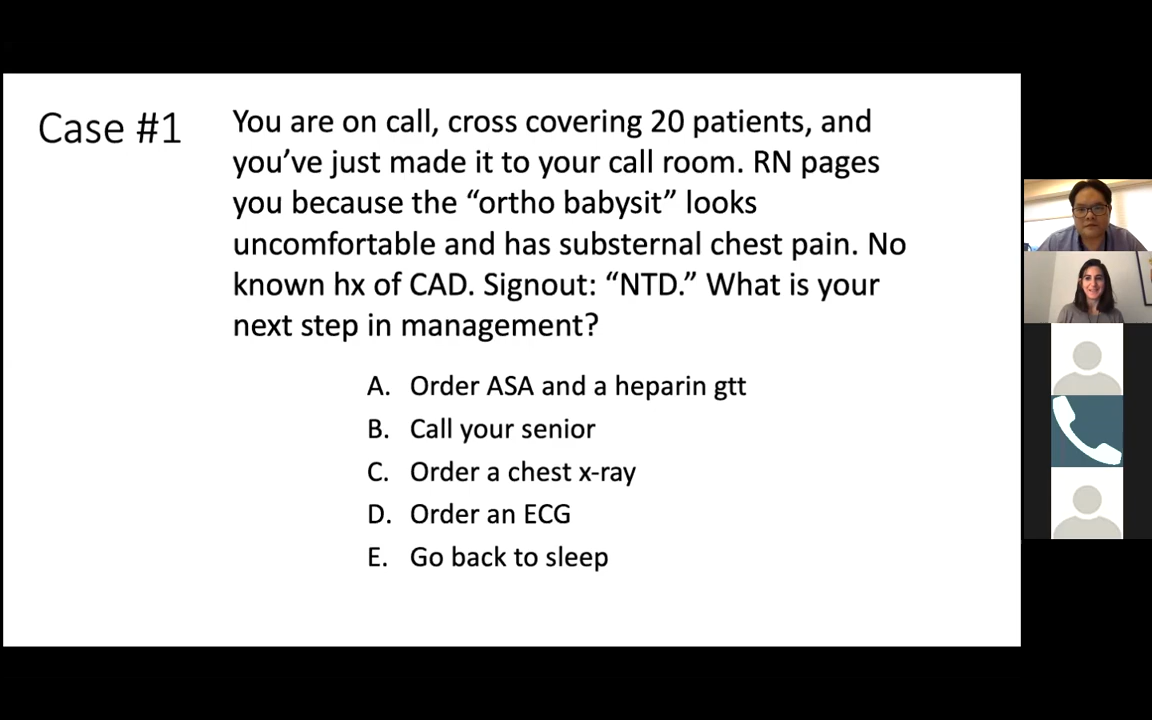 Case #1
You are on call, cross covering 20 patients, and
you’ve just made it to your call room. RN pages
you because the “ortho babysit” looks
uncomfortable and has substernal chest pain. No
known hx of CAD. Signout: “NTD.” What is your
next step in management?
A. Order ASA and a heparin gtt
B. Call your senior
C. Order a chest x-ray
D. Order an ECG
E. Go back to sleep